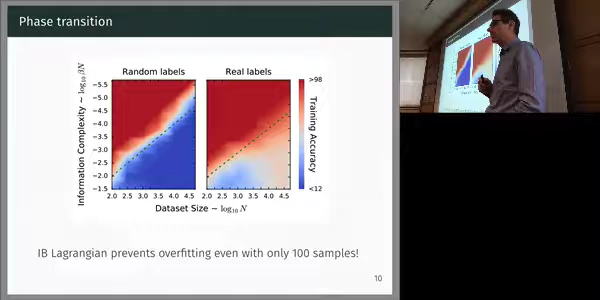 Phase transition
Random labels
Real labels
Information Complexity ~ log₁₀ βN
−5.5
−5.0
−4.5
−4.0
−3.5
−3.0
−2.5
−2.0
−1.5
2.0 2.5 3.0 3.5 4.0 4.5
2.0 2.5 3.0 3.5 4.0 4.5
Dataset Size ~ log₁₀ N
>98
Training Accuracy
<12
IB Lagrangian prevents overfitting even with only 100 samples!
10